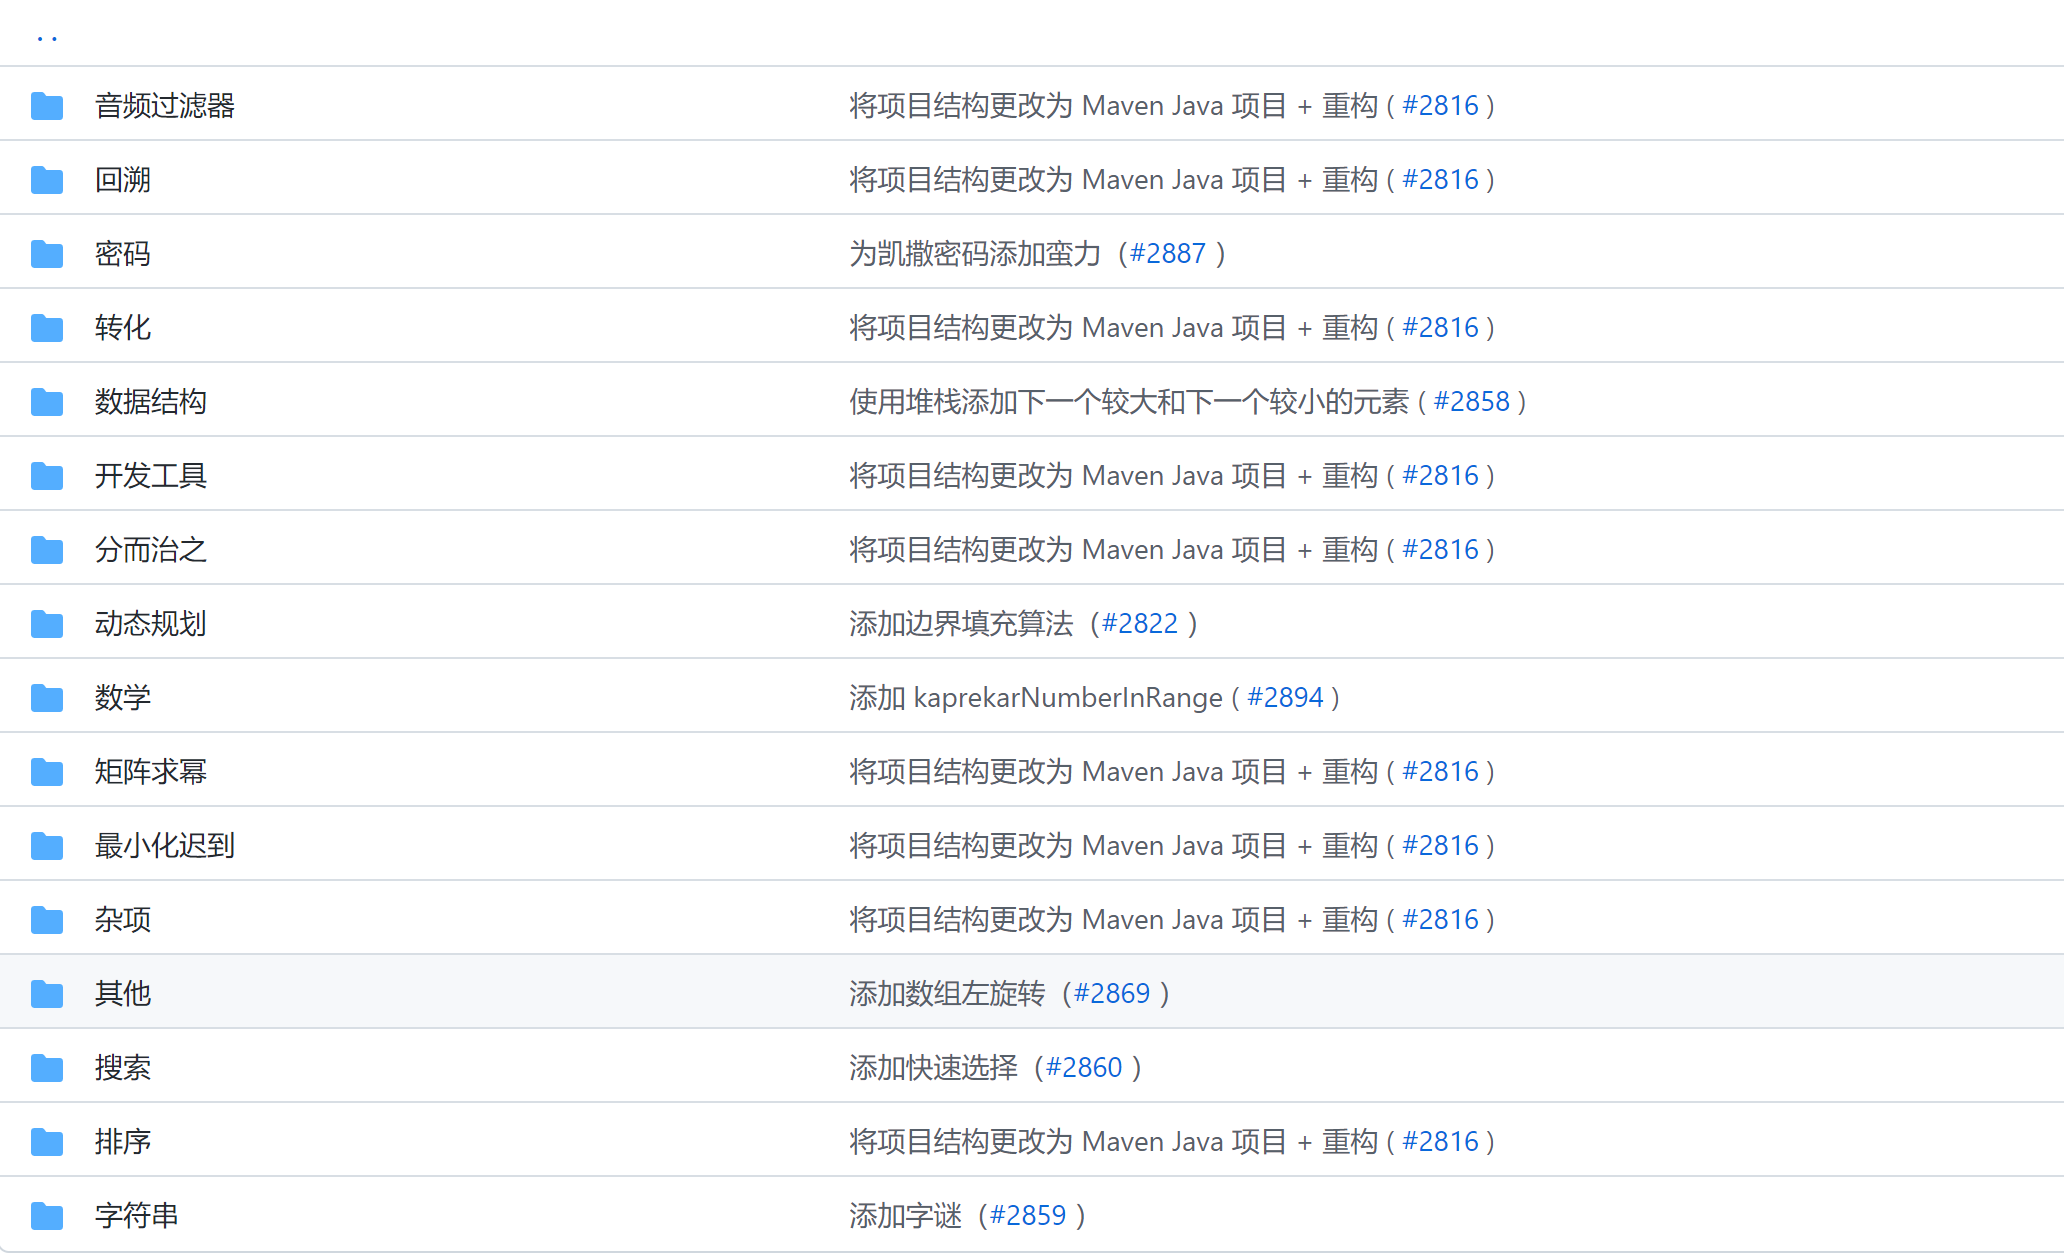 ..
音频过滤器 将项目结构更改为 Maven Java 项目 + 重构 ( #2816 )
回溯 将项目结构更改为 Maven Java 项目 + 重构 ( #2816 )
密码 为凯撒密码添加蛮力（#2887 ）
转化 将项目结构更改为 Maven Java 项目 + 重构 ( #2816 )
数据结构 使用堆栈添加下一个较大和下一个较小的元素 ( #2858 )
开发工具 将项目结构更改为 Maven Java 项目 + 重构 ( #2816 )
分而治之 将项目结构更改为 Maven Java 项目 + 重构 ( #2816 )
动态规划 添加边界填充算法（#2822 ）
数学 添加 kaprekarNumberInRange ( #2894 )
矩阵求幂 将项目结构更改为 Maven Java 项目 + 重构 ( #2816 )
最小化迟到 将项目结构更改为 Maven Java 项目 + 重构 ( #2816 )
杂项 将项目结构更改为 Maven Java 项目 + 重构 ( #2816 )
其他 添加数组左旋转（#2869 ）
搜索 添加快速选择（#2860 ）
排序 将项目结构更改为 Maven Java 项目 + 重构 ( #2816 )
字符串 添加字谜（#2859 ）